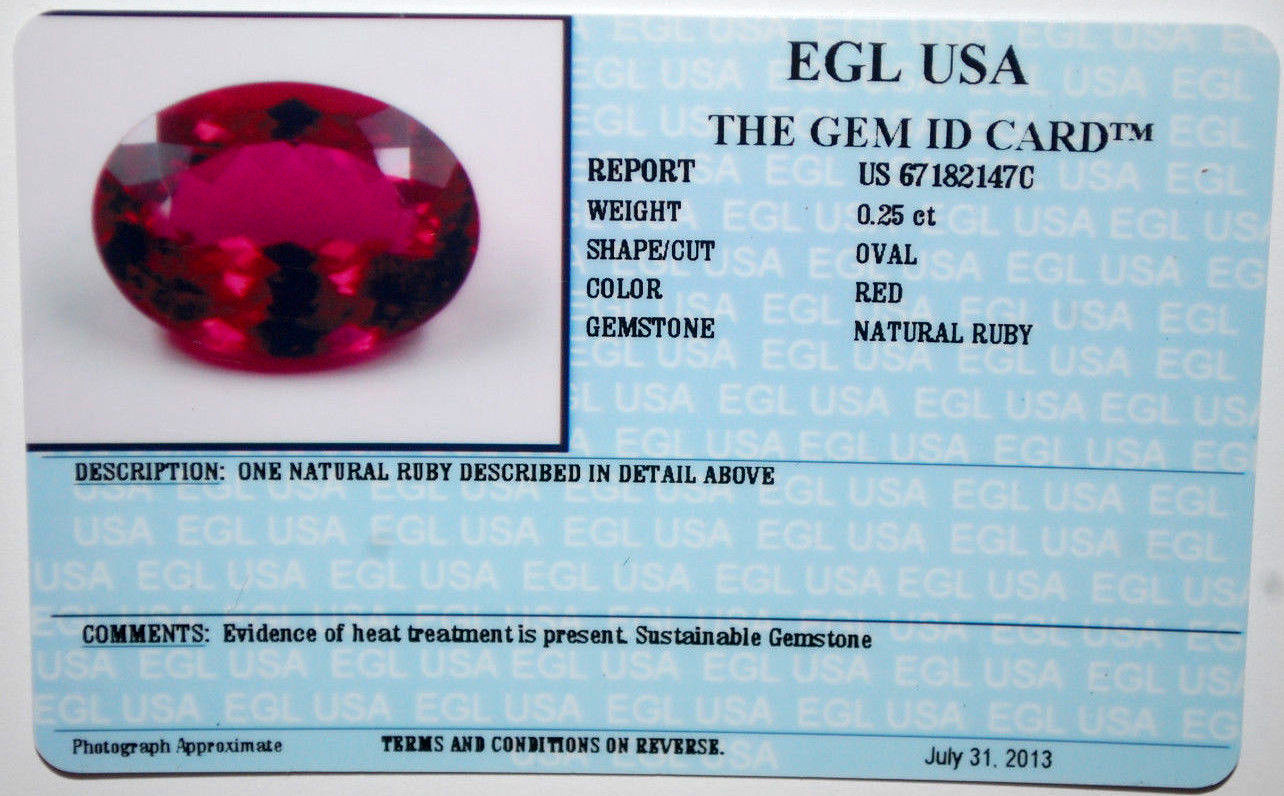 EGL USA
THE GEM ID CARD™
REPORT US 67182147C
WEIGHT 0.25 ct
SHAPE/CUT OVAL
COLOR RED
GEMSTONE NATURAL RUBY
DESCRIPTION: ONE NATURAL RUBY DESCRIBED IN DETAIL ABOVE
COMMENTS: Evidence of heat treatment is present. Sustainable Gemstone
Photograph Approximate TERMS AND CONDITIONS ON REVERSE. July 31, 2013